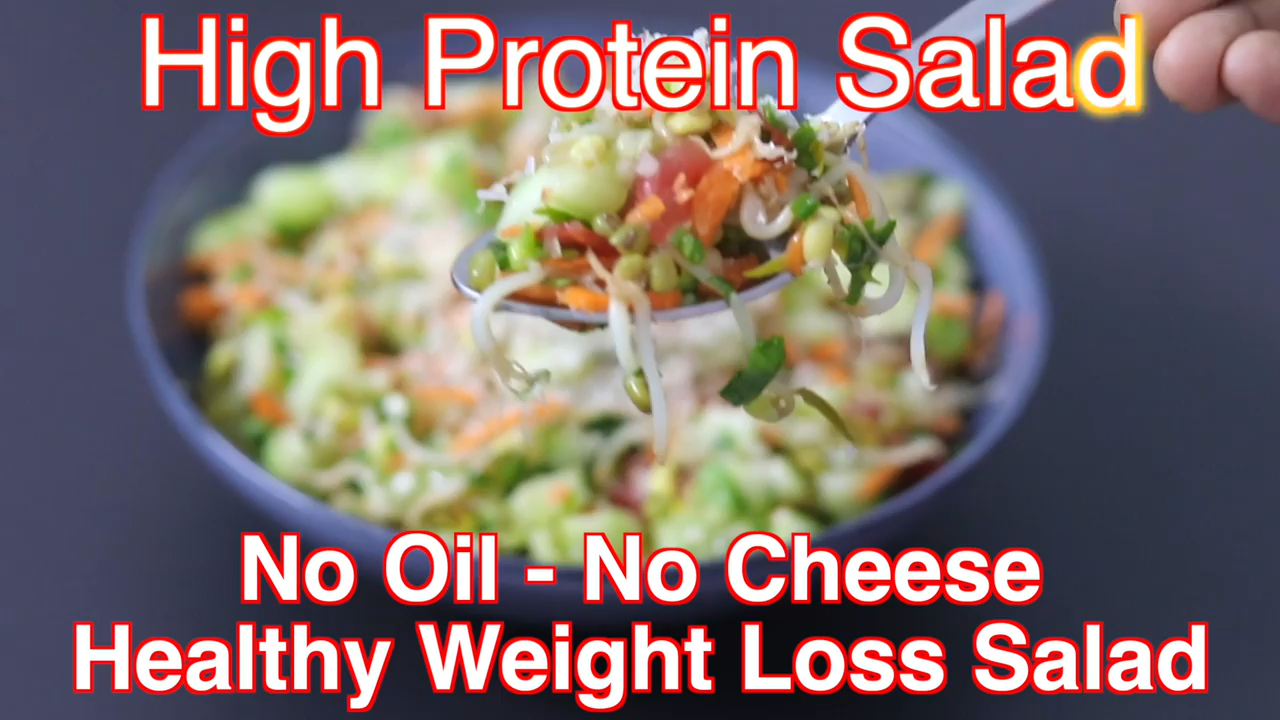 High Protein Salad
No Oil - No Cheese
Healthy Weight Loss Salad